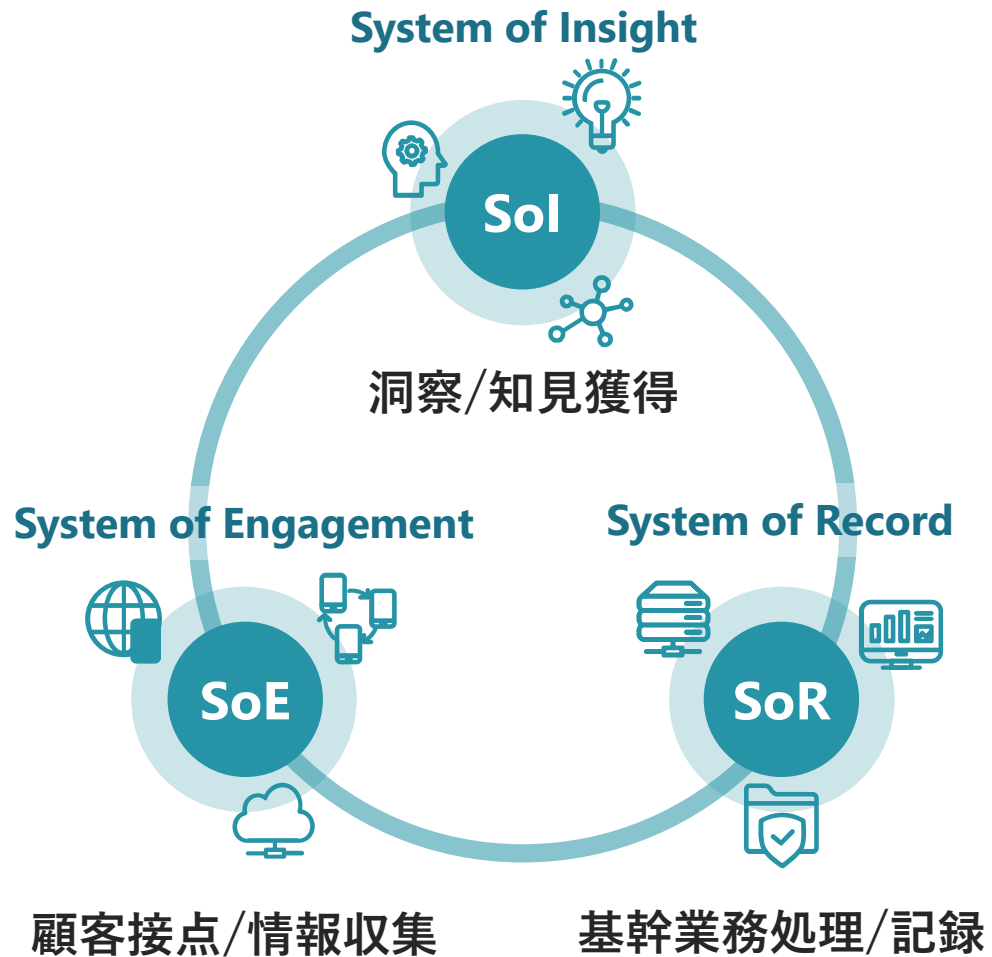 System of Insight
SoI
洞察/知見獲得
System of Engagement
System of Record
SoE
SoR
顧客接点/情報収集
基幹業務処理/記録